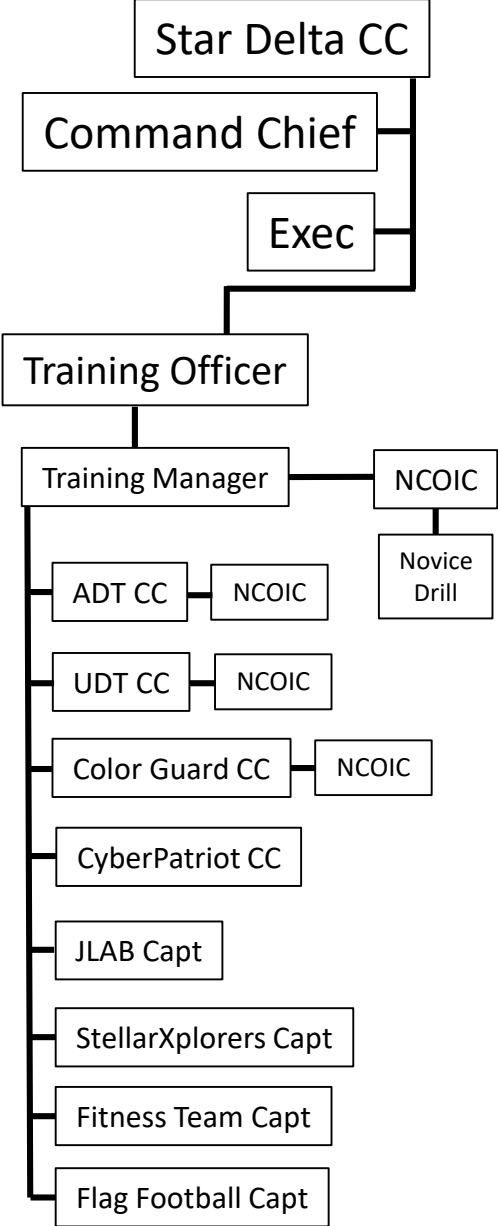 Star Delta CC
Command Chief
Exec
Training Officer
Training Manager
NCOIC
Novice
Drill
ADT CC
NCOIC
UDT CC
NCOIC
Color Guard CC
NCOIC
CyberPatriot CC
JLAB Capt
StellarXplorers Capt
Fitness Team Capt
Flag Football Capt